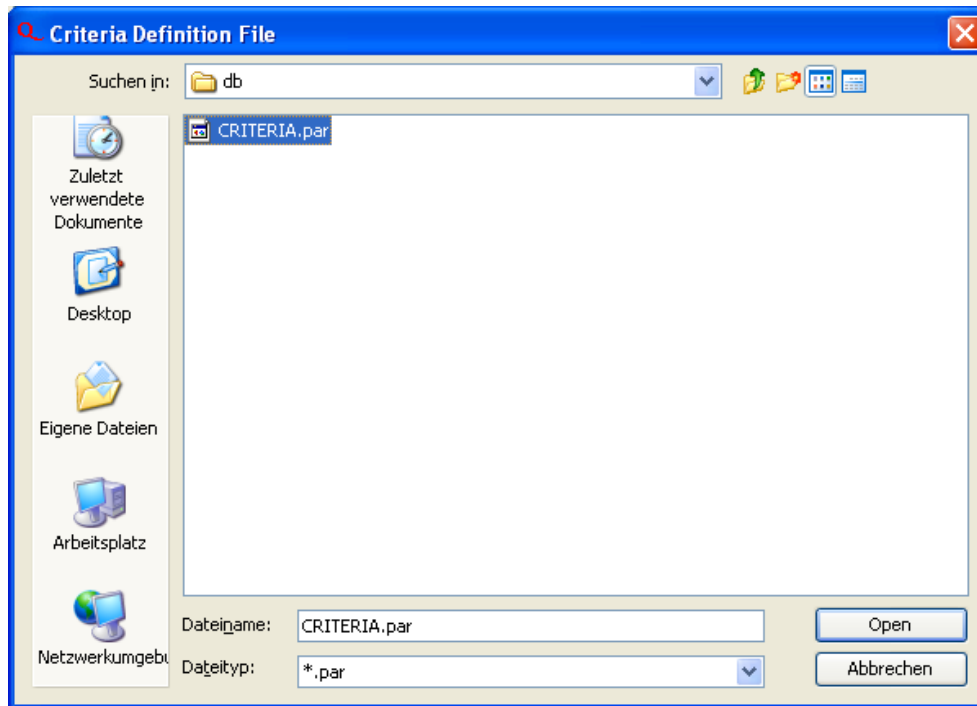 Criteria Definition File
Suchen in:
db
CRITERIA.par
Zuletzt
verwendete
Dokumente
Desktop
Eigene Dateien
Arbeitsplatz
Netzwerkumgebu
Dateiname:
CRITERIA.par
Open
Dateityp:
*.par
Abbrechen